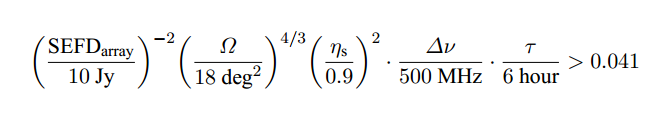 (SEFD_array / 10 Jy)^−2 (Ω / 18 deg^2)^4/3 (η_s / 0.9)^2 · Δν / 500 MHz · τ / 6 hour > 0.041